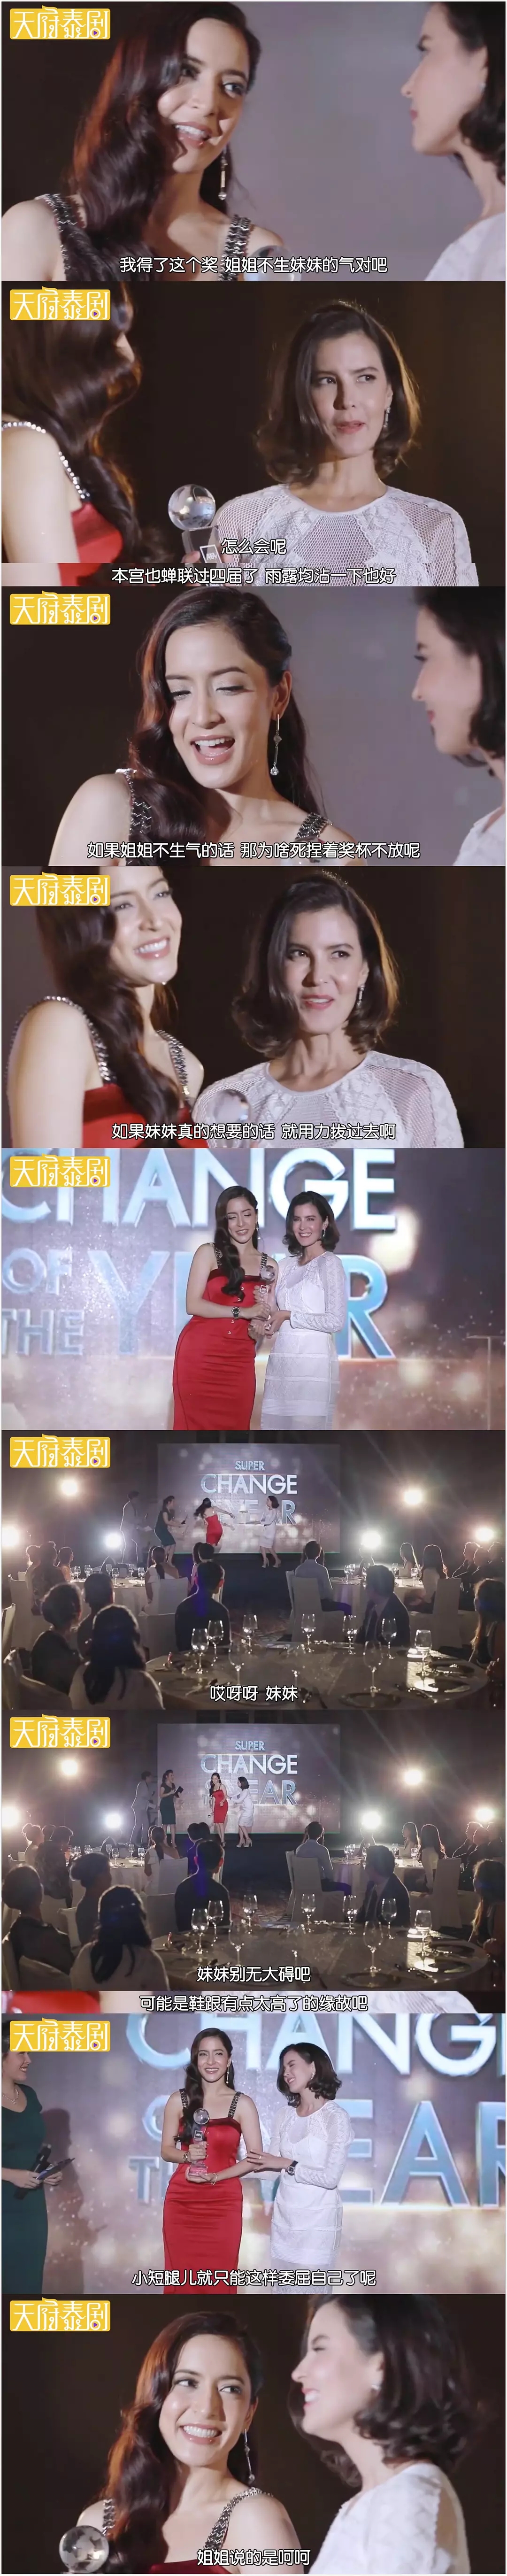 天府泰剧
我得了这个奖 姐姐不生妹妹的气对吧
天府泰剧
怎么会呢
本宫也蝉联过四届了 雨露均沾一下也好
天府泰剧
如果姐姐不生气的话 那为啥死捏着奖杯不放呢
天府泰剧
如果妹妹真的想要的话 就用力拨过去啊
天府泰剧
CHANGE
OF
THE YEAR
天府泰剧
SUPER
CHANGE
YEAR
哎呀呀 妹妹
天府泰剧
SUPER
CHANGE
YEAR
妹妹别无大碍吧
可能是鞋跟有点太高了的缘故吧
天府泰剧
CHANGE
THE YEAR
小短腿儿就只能这样委屈自己了呢
天府泰剧
姐姐说的是呵呵